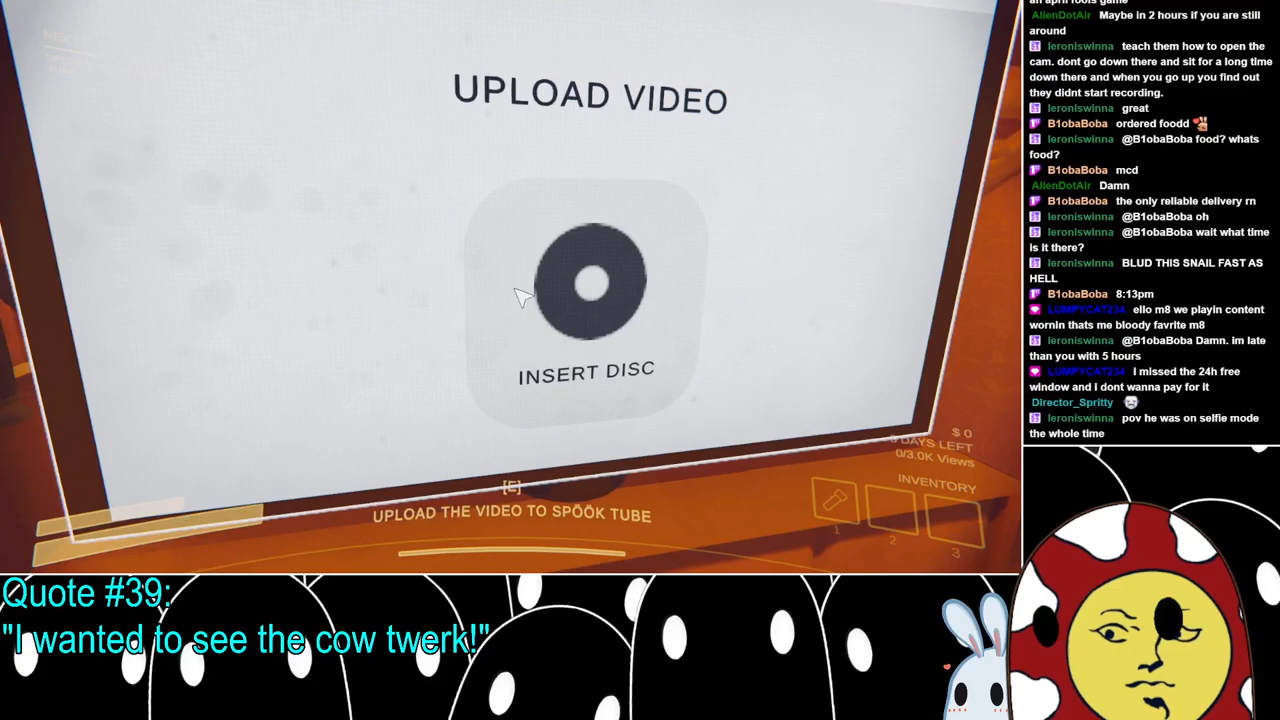 UPLOAD VIDEO
INSERT DISC
[E]
UPLOAD THE VIDEO TO SPÖÖK TUBE
$ 0
DAYS LEFT
0/3.0K Views
INVENTORY
1
2
3
an april fools game
AlienDotAir Maybe in 2 hours if you are still
around
leroniswinna teach them how to open the
cam. dont go down there and sit for a long time
down there and when you go up you find out
they didnt start recording.
leroniswinna great
B1obaBoba ordered foodd
leroniswinna @B1obaBoba food? whats
food?
B1obaBoba mcd
AlienDotAir Damn
B1obaBoba the only reliable delivery rn
leroniswinna @B1obaBoba oh
leroniswinna @B1obaBoba wait what time
is it there?
leroniswinna BLUD THIS SNAIL FAST AS
HELL
B1obaBoba 8:13pm
LUMPYCAT234 ello m8 we playin content
wornin thats me bloody favrite m8
leroniswinna @B1obaBoba Damn. im late
than you with 5 hours
LUMPYCAT234 I missed the 24h free
window and I dont wanna pay for it
Director_Spritty
leroniswinna pov he was on selfie mode
the whole time
Quote #39:
"I wanted to see the cow twerk!"